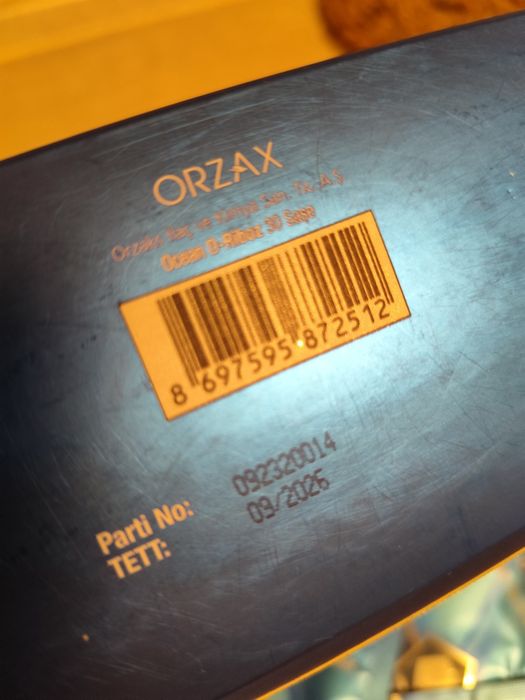 ORZAX
Orzaks İlaç ve Kimya San. Tic. A.Ş.
Ocean D-Riboz 30 Saşe
8 697595 872512
Parti No: 092320014
TETT: 09/2026